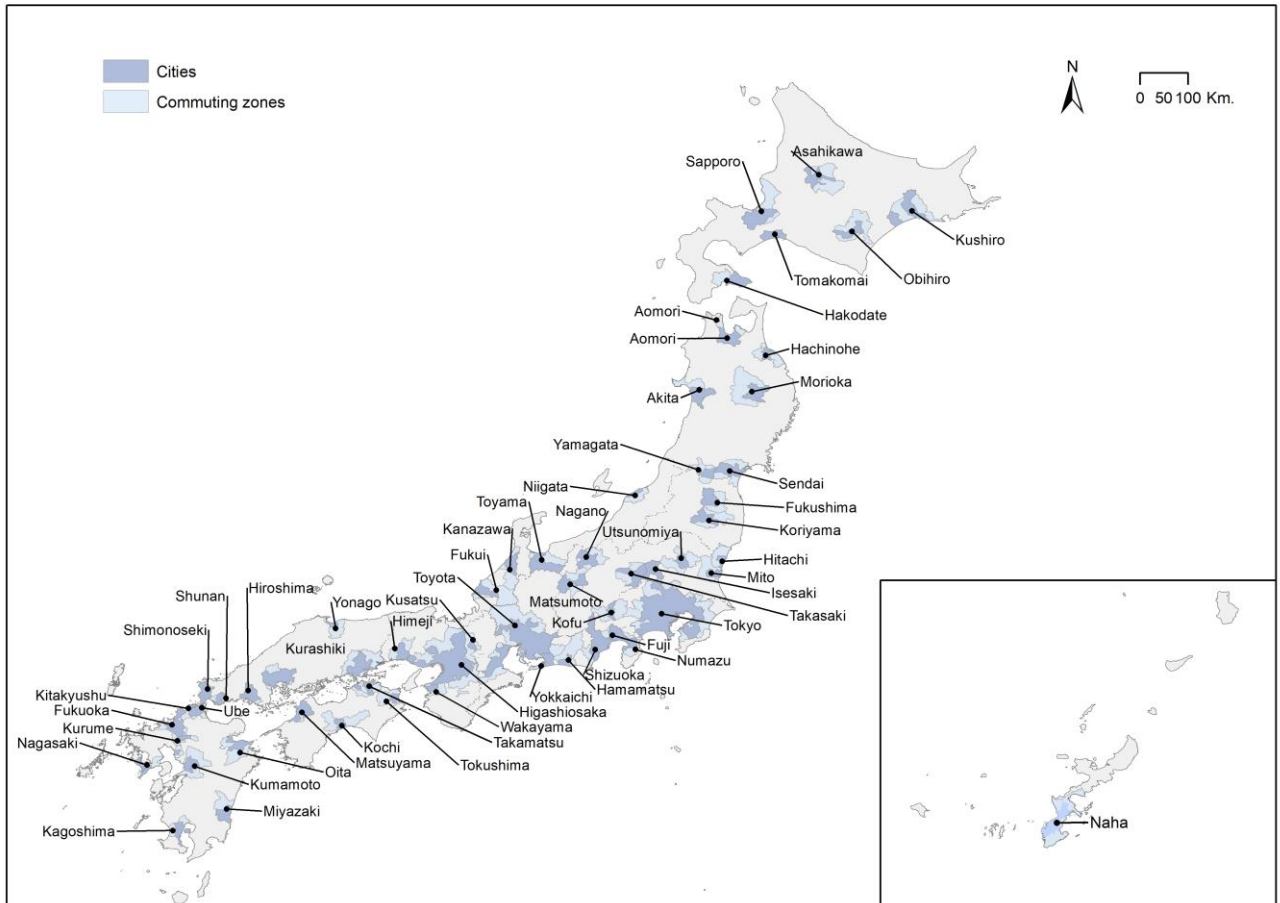 Cities
Commuting zones
N
0 50 100 Km.
Asahikawa
Sapporo
Kushiro
Tomakomai
Obihiro
Hakodate
Aomori
Aomori
Hachinohe
Morioka
Akita
Yamagata
Sendai
Niigata
Toyama
Nagano
Fukushima
Kanazawa
Utsunomiya
Koriyama
Fukui
Hitachi
Toyota
Mito
Hiroshima
Isesaki
Shunan
Yonago
Kusatsu
Matsumoto
Takasaki
Himeji
Kofu
Tokyo
Shimonoseki
Kurashiki
Fuji
Numazu
Shizuoka
Kitakyushu
Yokkaichi
Hamamatsu
Fukuoka
Ube
Higashiosaka
Kurume
Wakayama
Nagasaki
Kochi
Takamatsu
Matsuyama
Tokushima
Oita
Kumamoto
Miyazaki
Kagoshima
Naha